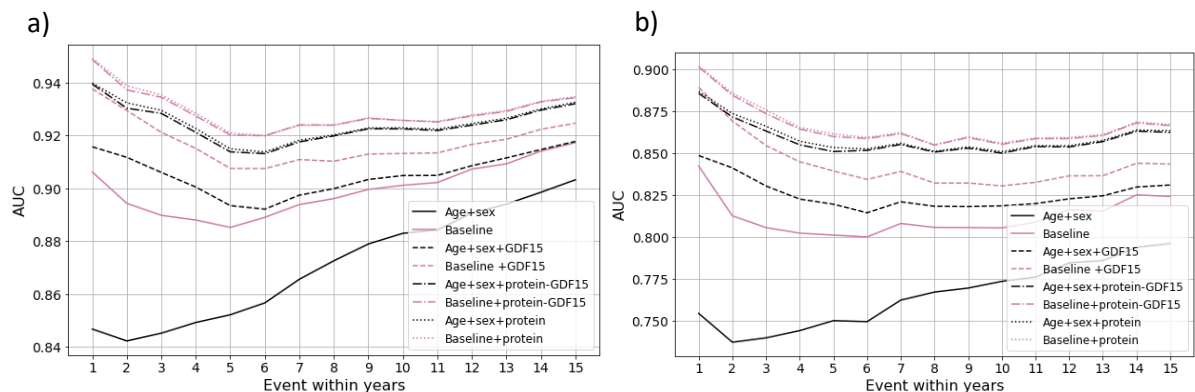 a)
AUC
0.94
0.92
0.90
0.88
0.86
0.84
Age+sex
Baseline
Age+sex+GDF15
Baseline +GDF15
Age+sex+protein-GDF15
Baseline+protein-GDF15
Age+sex+protein
Baseline+protein
1 2 3 4 5 6 7 8 9 10 11 12 13 14 15
Event within years
b)
AUC
0.900
0.875
0.850
0.825
0.800
0.775
0.750
Age+sex
Baseline
Age+sex+GDF15
Baseline +GDF15
Age+sex+protein-GDF15
Baseline+protein-GDF15
Age+sex+protein
Baseline+protein
1 2 3 4 5 6 7 8 9 10 11 12 13 14 15
Event within years